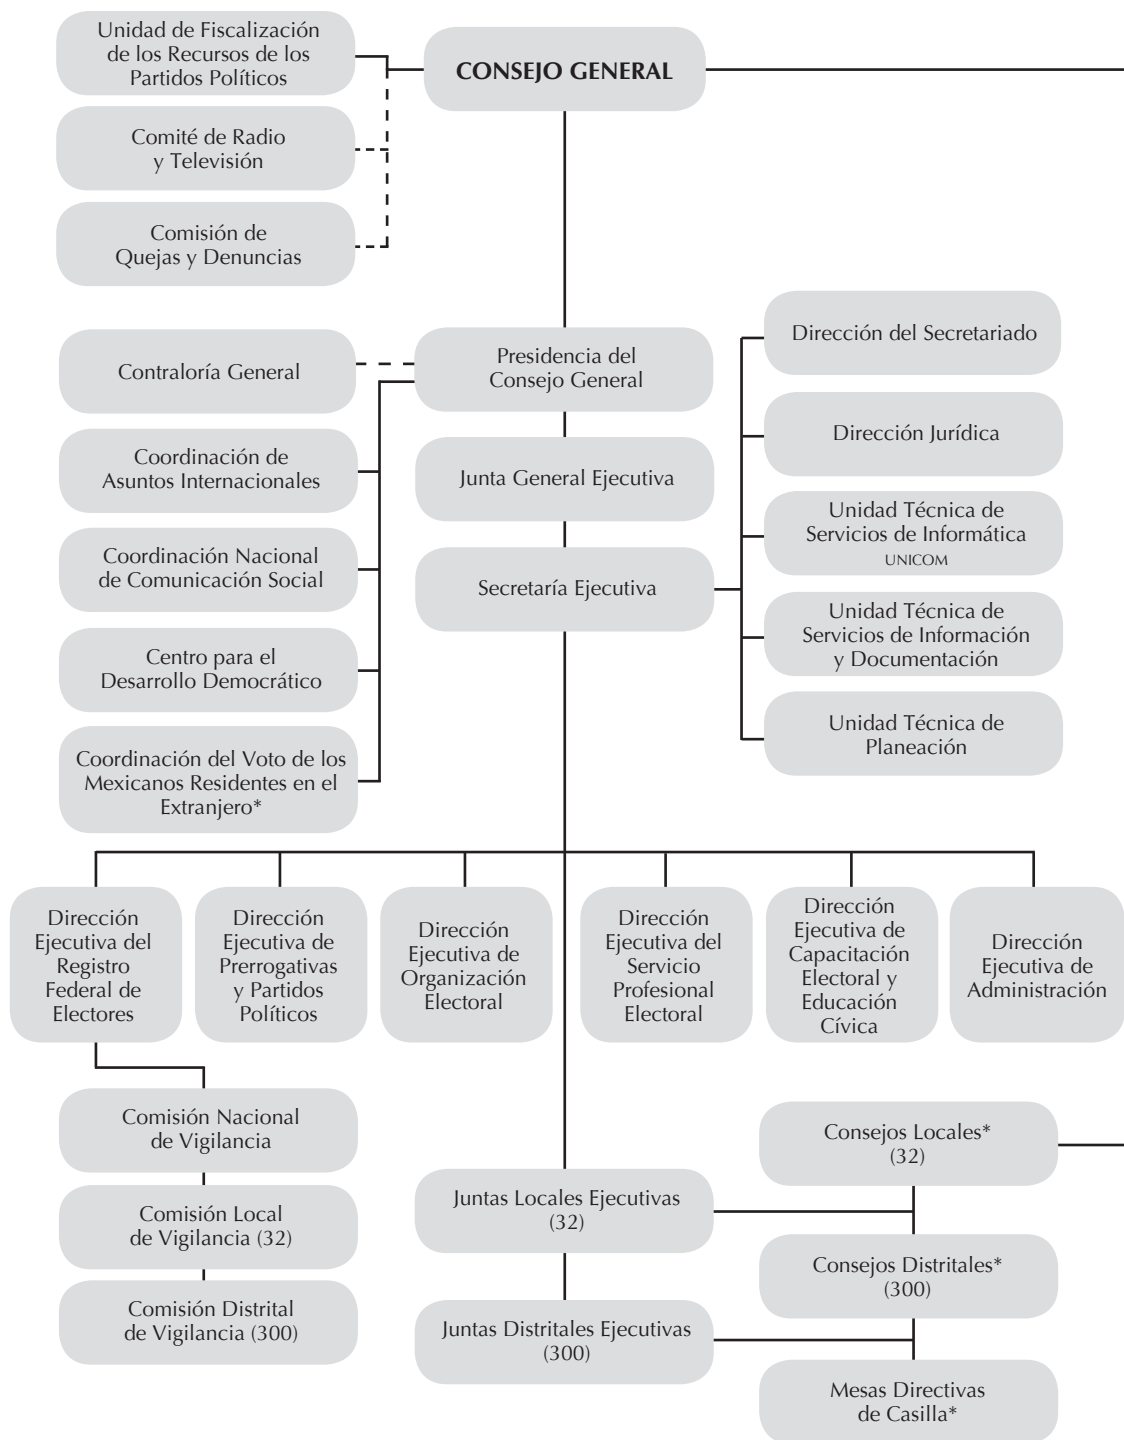 Unidad de Fiscalización
de los Recursos de los
Partidos Políticos
CONSEJO GENERAL
Comité de Radio
y Televisión
Comisión de
Quejas y Denuncias
Contraloría General
Presidencia del
Consejo General
Dirección del Secretariado
Coordinación de
Asuntos Internacionales
Junta General Ejecutiva
Dirección Jurídica
Coordinación Nacional
de Comunicación Social
Secretaría Ejecutiva
Unidad Técnica de
Servicios de Informática
UNICOM
Centro para el
Desarrollo Democrático
Unidad Técnica de
Servicios de Información
y Documentación
Coordinación del Voto de los
Mexicanos Residentes en el
Extranjero*
Unidad Técnica de
Planeación
Dirección
Ejecutiva del
Registro
Federal de
Electores
Dirección
Ejecutiva de
Prerrogativas
y Partidos
Políticos
Dirección
Ejecutiva de
Organización
Electoral
Dirección
Ejecutiva del
Servicio
Profesional
Electoral
Dirección
Ejecutiva de
Capacitación
Electoral y
Educación
Cívica
Dirección
Ejecutiva de
Administración
Comisión Nacional
de Vigilancia
Comisión Local
de Vigilancia (32)
Comisión Distrital
de Vigilancia (300)
Juntas Locales Ejecutivas
(32)
Juntas Distritales Ejecutivas
(300)
Consejos Locales*
(32)
Consejos Distritales*
(300)
Mesas Directivas
de Casilla*